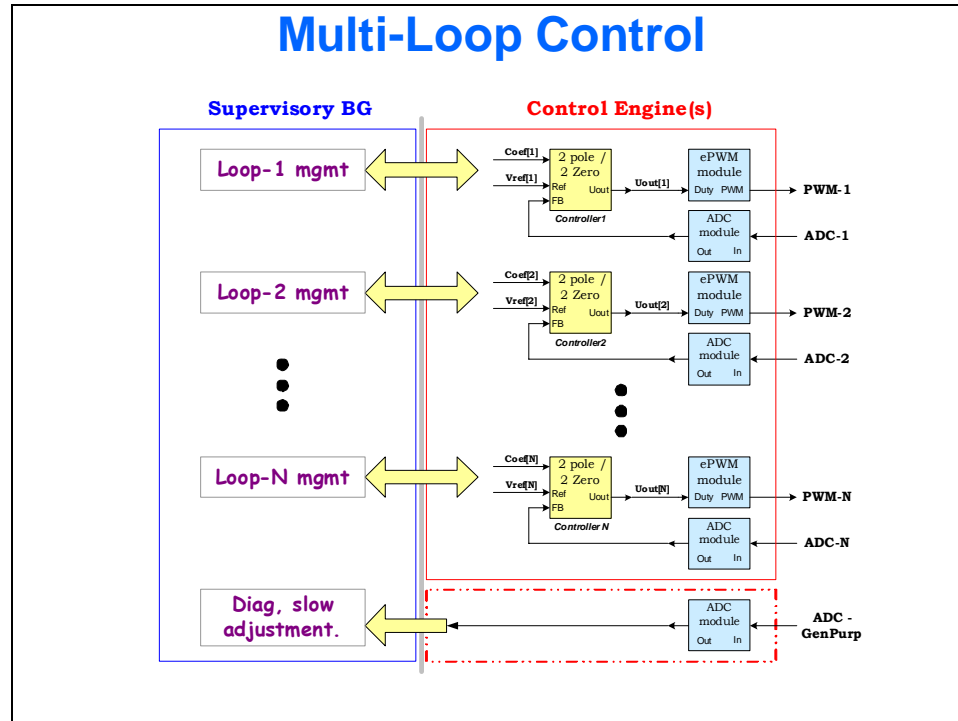 Multi-Loop Control
Supervisory BG
Control Engine(s)
Loop-1 mgmt
Coef[1]
Vref[1]
2 pole /
2 Zero
Ref
Uout
FB
Controller1
Uout[1]
ePWM
module
Duty PWM
PWM-1
ADC
module
Out In
ADC-1
Loop-2 mgmt
Coef[2]
Vref[2]
2 pole /
2 Zero
Ref
Uout
FB
Controller2
Uout[2]
ePWM
module
Duty PWM
PWM-2
ADC
module
Out In
ADC-2
Loop-N mgmt
Coef[N]
Vref[N]
2 pole /
2 Zero
Ref
Uout
FB
Controller N
Uout[N]
ePWM
module
Duty PWM
PWM-N
ADC
module
Out In
ADC-N
Diag, slow
adjustment.
ADC
module
Out In
ADC -
GenPurp